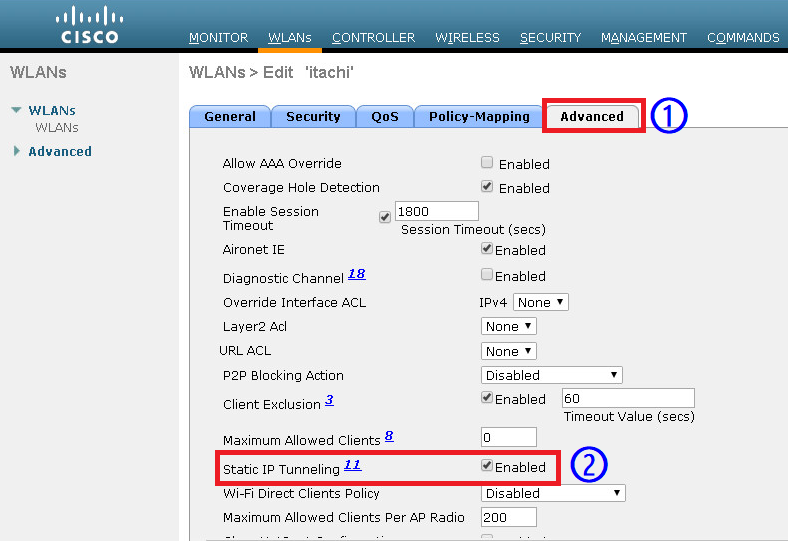 CISCO
MONITOR WLANs CONTROLLER WIRELESS SECURITY MANAGEMENT COMMANDS
WLANs
WLANs > Edit 'itachi'
WLANs
WLANs
Advanced
General Security QoS Policy-Mapping Advanced 1
Allow AAA Override Enabled
Coverage Hole Detection Enabled
Enable Session Timeout 1800
Session Timeout (secs)
Aironet IE Enabled
Diagnostic Channel 18 Enabled
Override Interface ACL IPv4 None
Layer2 Acl None
URL ACL None
P2P Blocking Action Disabled
Client Exclusion 3 Enabled 60
Timeout Value (secs)
Maximum Allowed Clients 8 0
Static IP Tunneling 11 Enabled 2
Wi-Fi Direct Clients Policy Disabled
Maximum Allowed Clients Per AP Radio 200